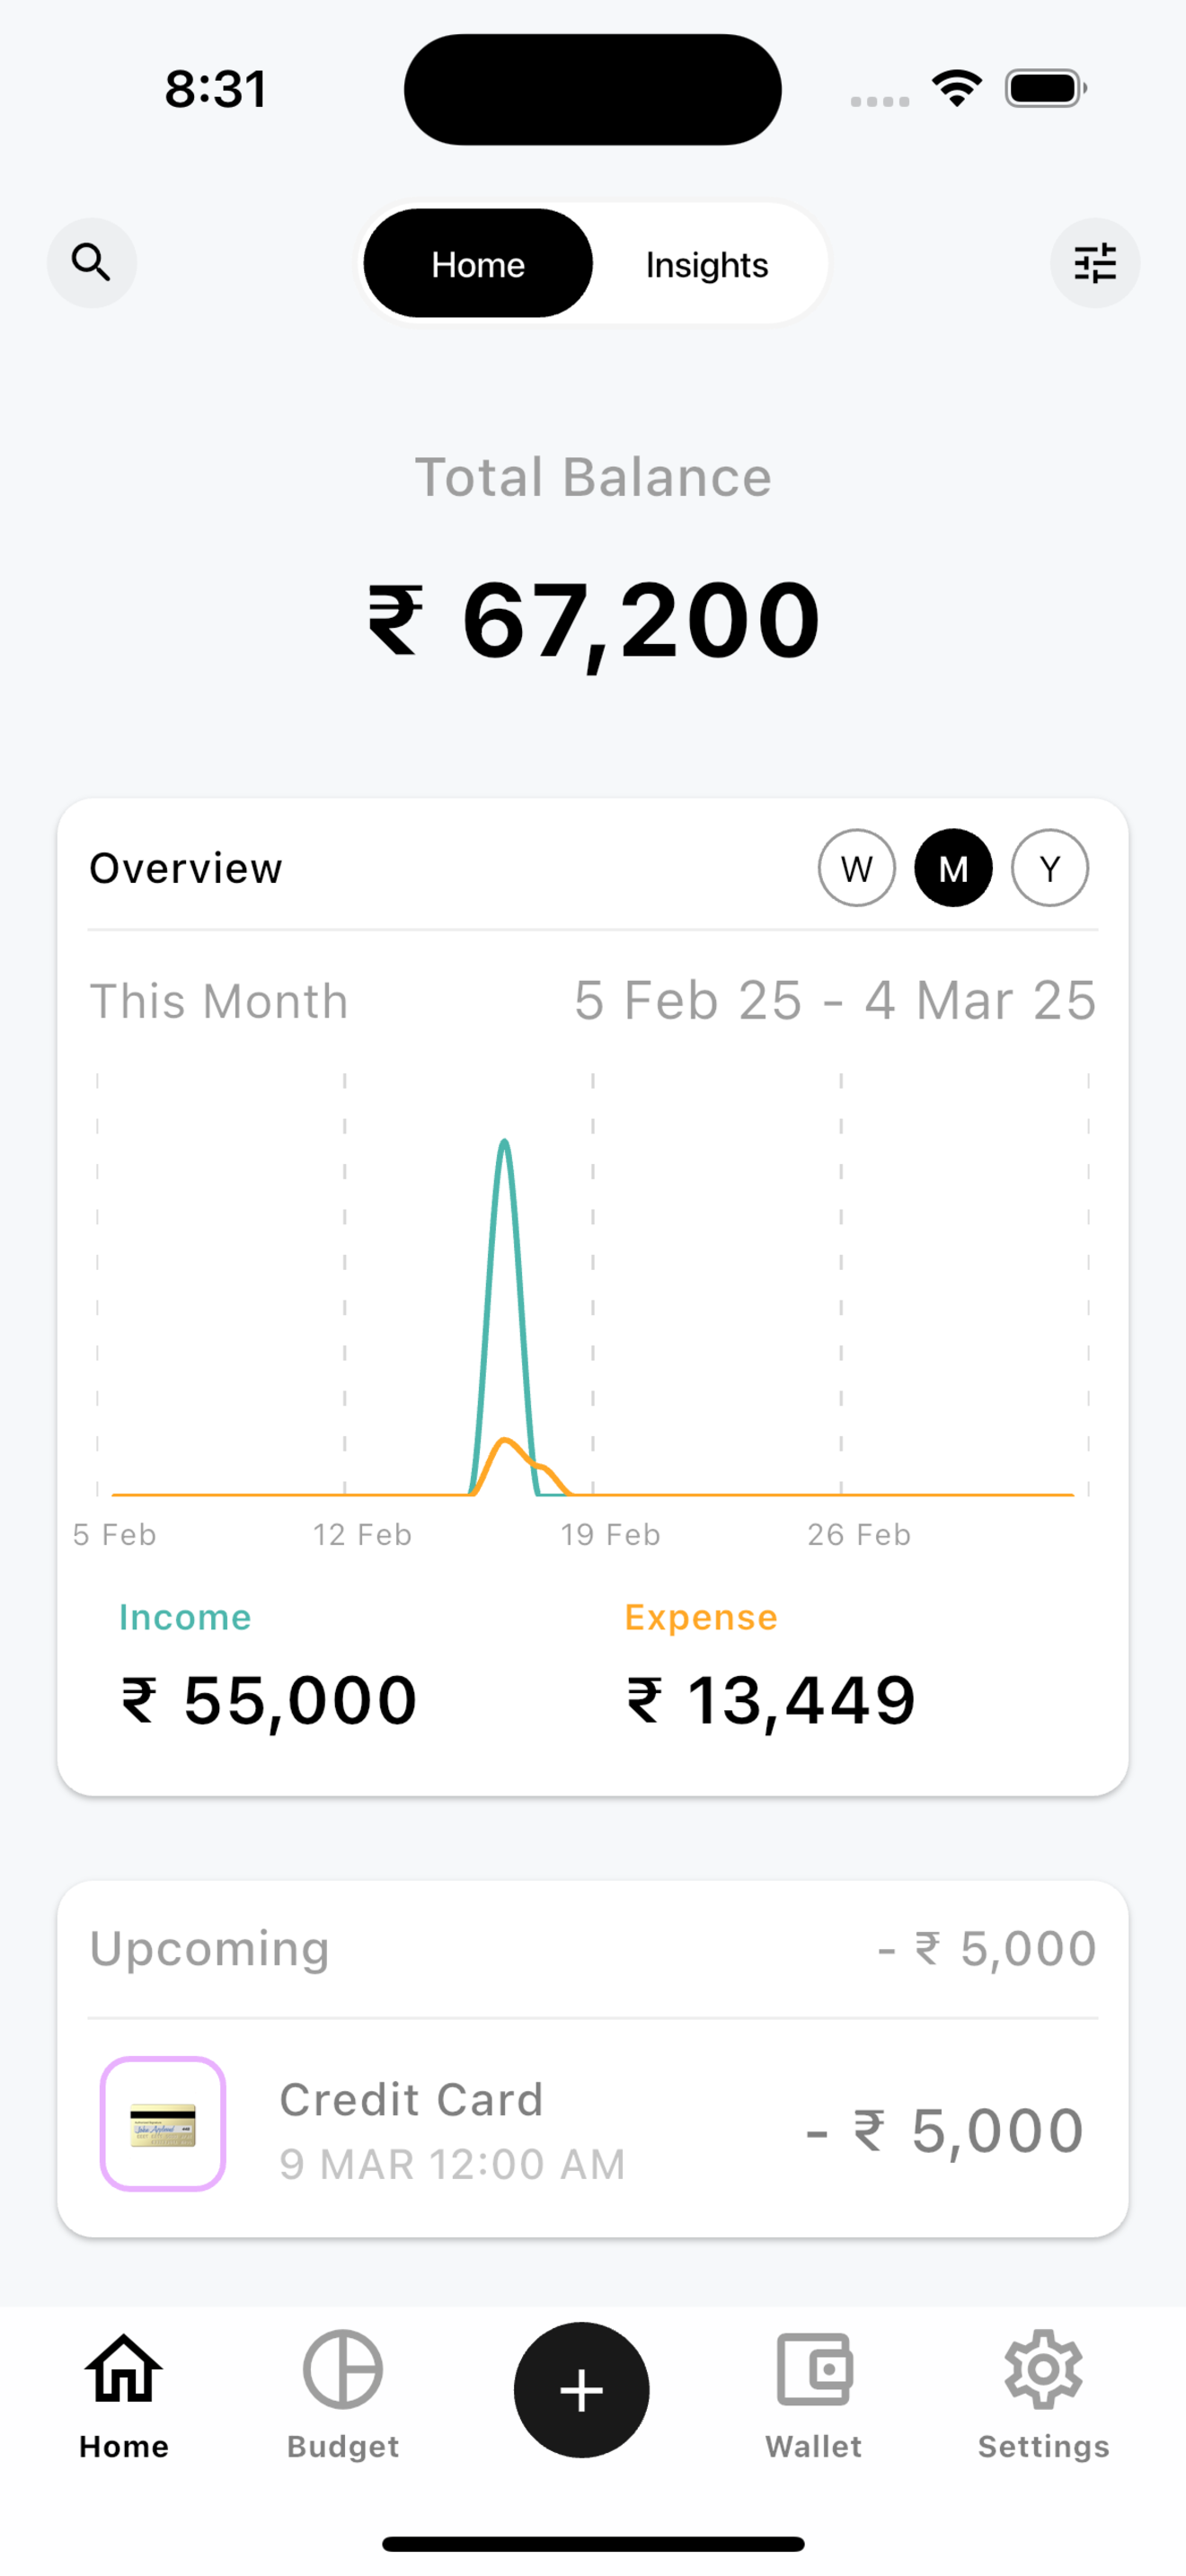 8:31
Home Insights
Total Balance
₹ 67,200
Overview W M Y
This Month 5 Feb 25 - 4 Mar 25
5 Feb 12 Feb 19 Feb 26 Feb
Income Expense
₹ 55,000 ₹ 13,449
Upcoming - ₹ 5,000
Credit Card
9 MAR 12:00 AM
- ₹ 5,000
Home Budget Wallet Settings